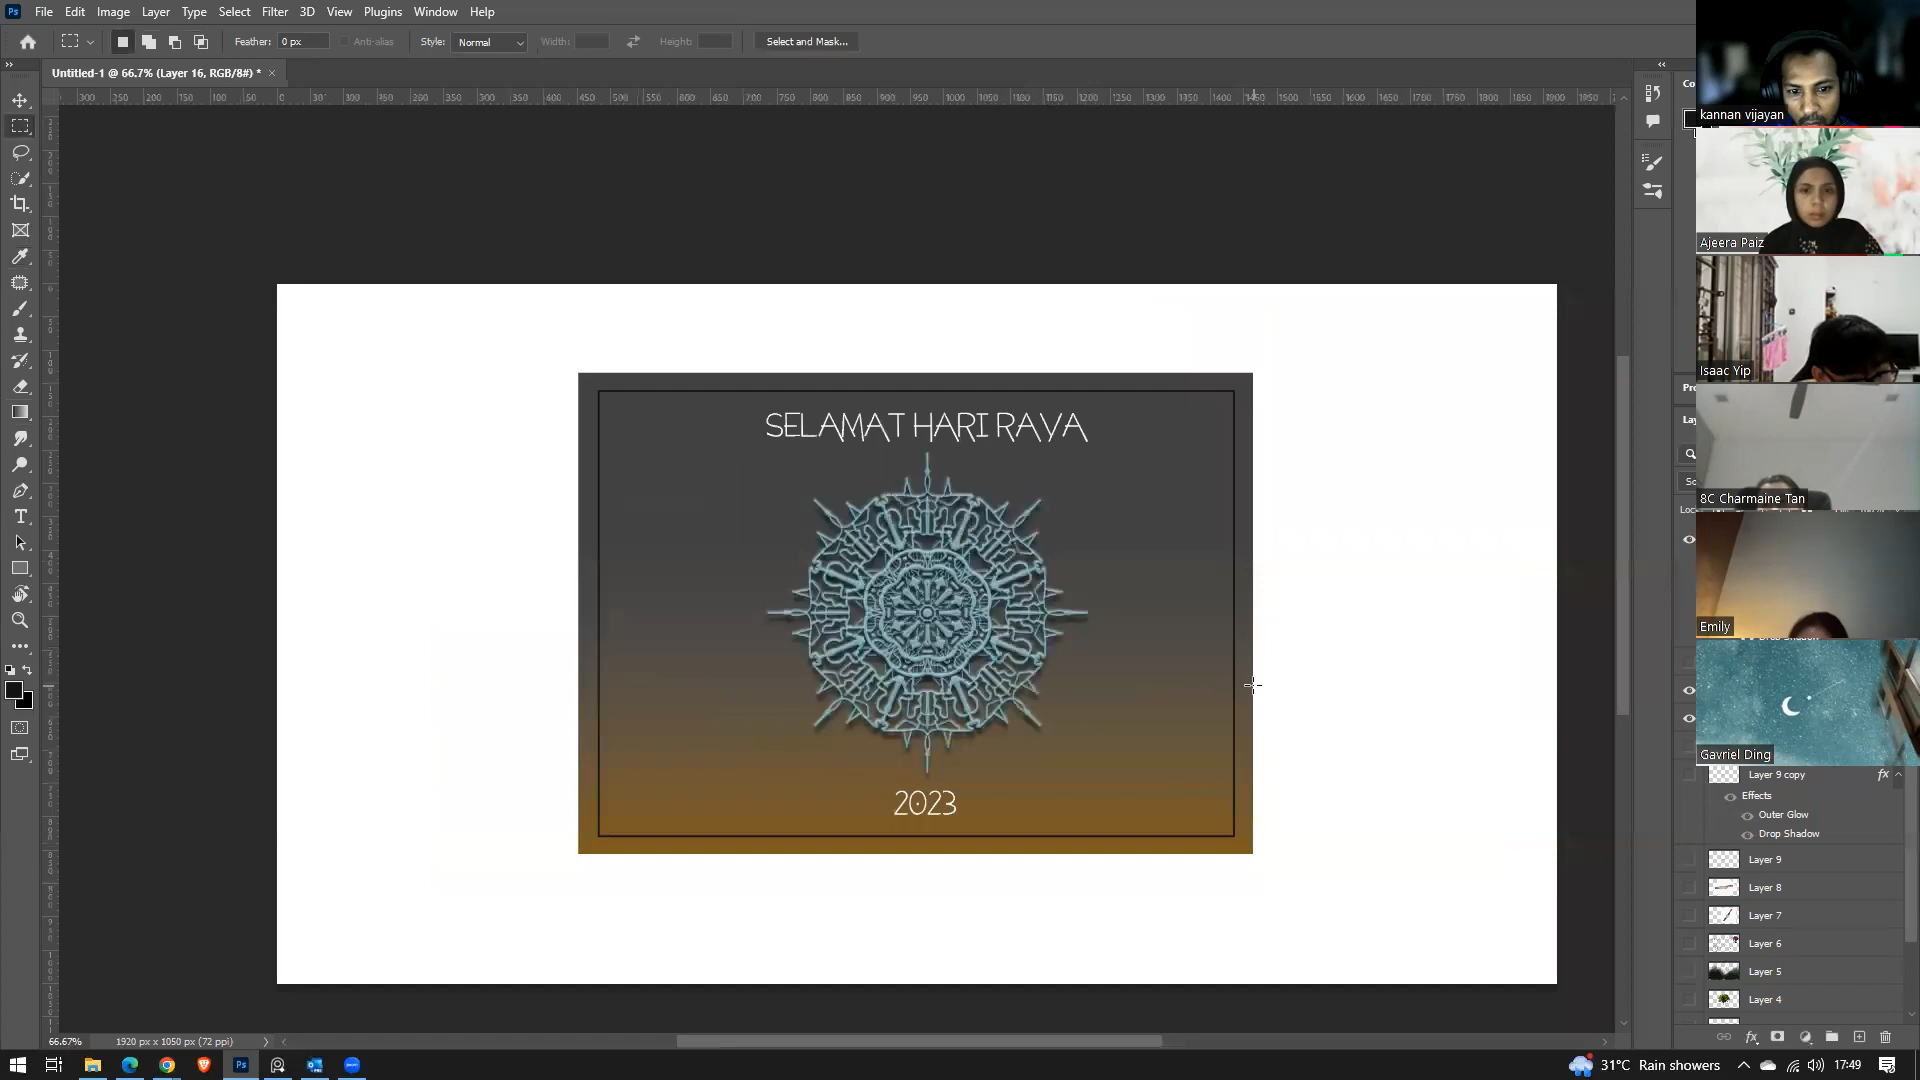 Ps File Edit Image Layer Type Select Filter 3D View Plugins Window Help
Feather: 0 px Anti-alias Style: Normal Width: Height: Select and Mask...
Untitled-1 @ 66.7% (Layer 16, RGB/8#) * ×
SELAMAT HARI RAYA
2023
kannan vijayan
Ajeera Paiz
Isaac Yip
8C Charmaine Tan
Emily
Gavriel Ding
Layer 9 copy fx
Effects
Outer Glow
Drop Shadow
Layer 9
Layer 8
Layer 7
Layer 6
Layer 5
Layer 4
66.67% 1920 px x 1050 px (72 ppi)
Ps
31°C Rain showers 17:49